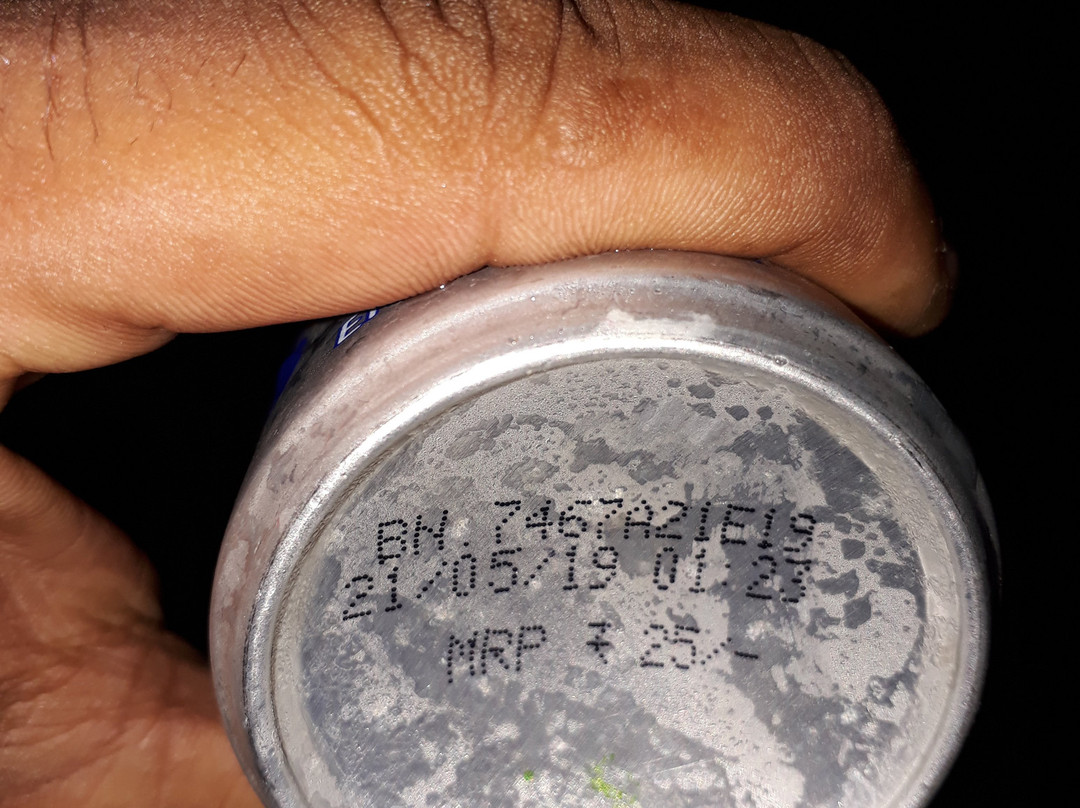 BN. 7467A21E19
21/05/19 01 23
MRP ₹ 25/-